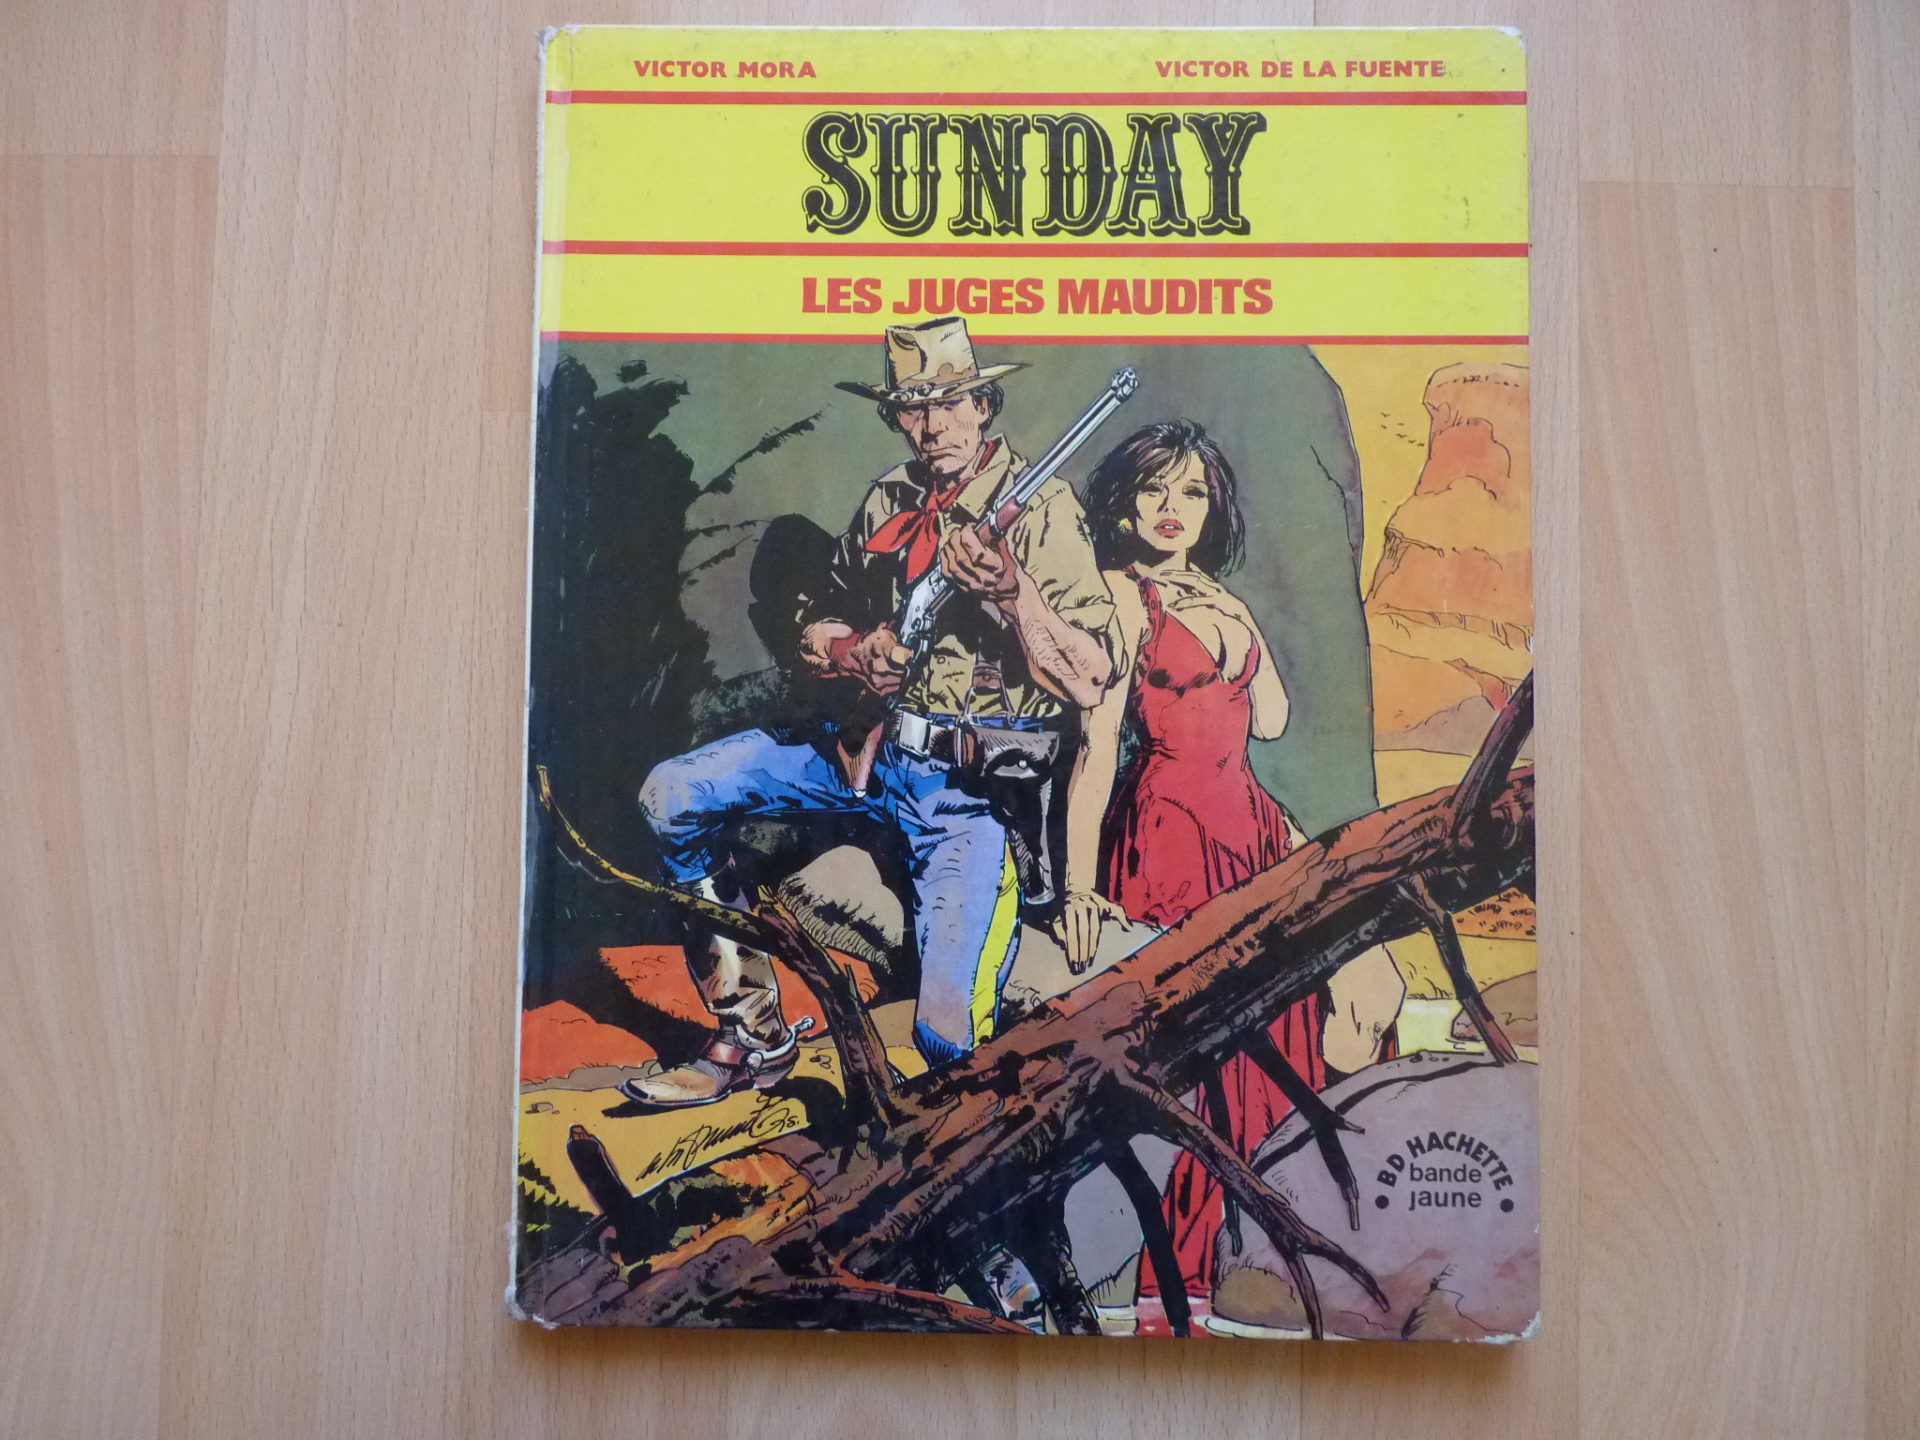 VICTOR MORA
VICTOR DE LA FUENTE
SUNDAY
LES JUGES MAUDITS
BD HACHETTE
bande
jaune